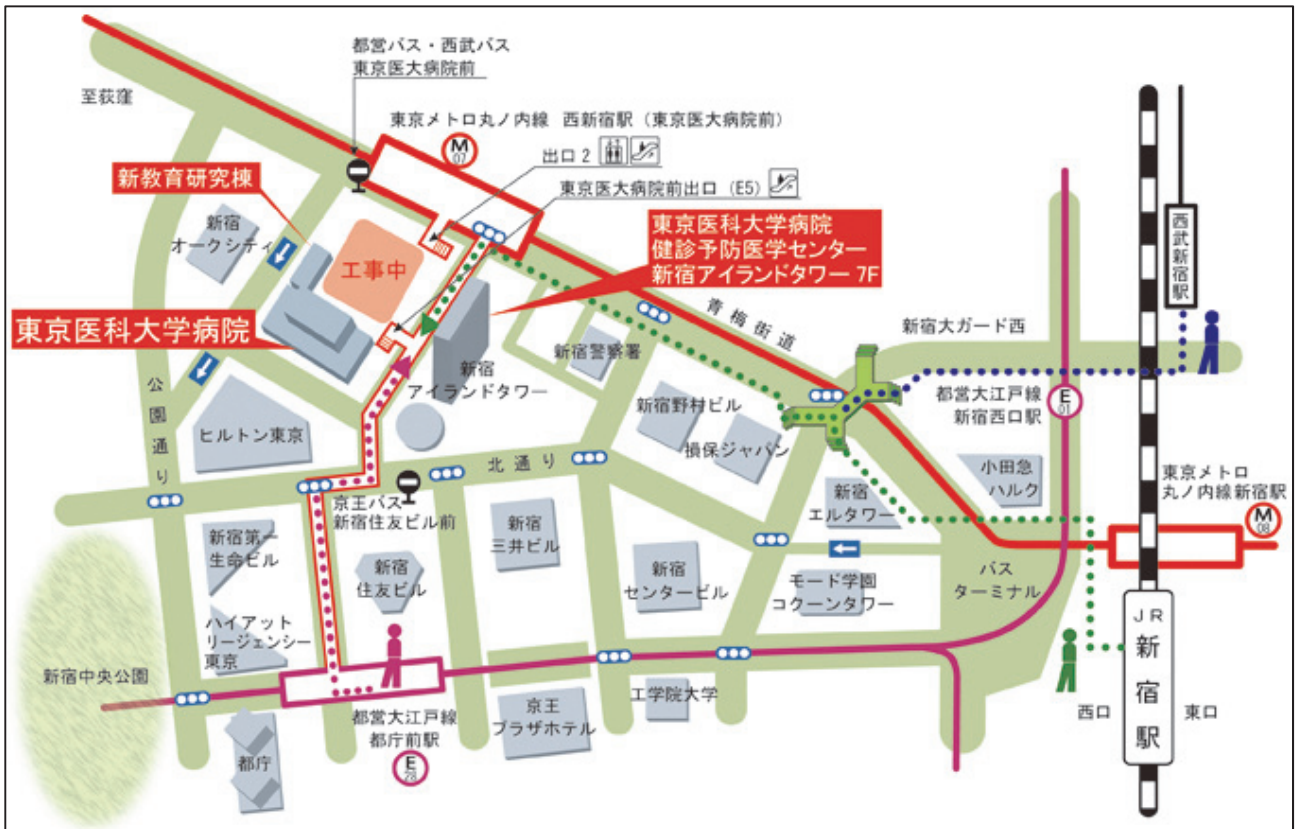 都営バス・西武バス
東京医大病院前
至荻窪
東京メトロ丸ノ内線 西新宿駅（東京医大病院前）
M
07
出口 2
東京医大病院前出口（E5）
新教育研究棟
新宿
オークシティ
工事中
東京医科大学病院
健診予防医学センター
新宿アイランドタワー 7F
西武新宿駅
東京医科大学病院
青梅街道
新宿大ガード西
新宿警察署
新宿
アイランドタワー
公園通り
ヒルトン東京
新宿野村ビル
損保ジャパン
都営大江戸線
新宿西口駅
E
01
北通り
小田急
ハルク
東京メトロ
丸ノ内線新宿駅
M
08
京王バス
新宿住友ビル前
新宿
エルタワー
新宿第一
生命ビル
新宿
住友ビル
新宿
三井ビル
新宿
センタービル
モード学園
コクーンタワー
バス
ターミナル
ハイアット
リージェンシー
東京
JR
新宿駅
新宿中央公園
西口
東口
都営大江戸線
都庁前駅
E
28
京王
プラザホテル
工学院大学
都庁